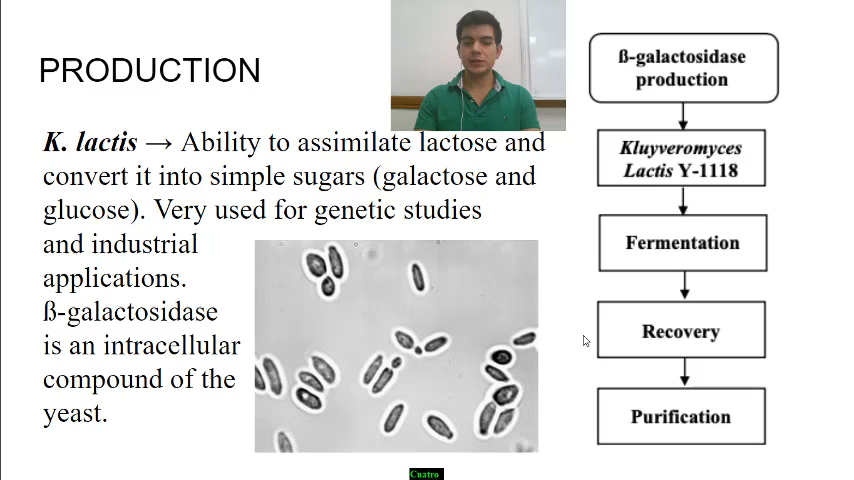 PRODUCTION
K. lactis → Ability to assimilate lactose and
convert it into simple sugars (galactose and
glucose). Very used for genetic studies
and industrial
applications.
ß-galactosidase
is an intracellular
compound of the
yeast.
ß-galactosidase
production
Kluyveromyces
Lactis Y-1118
Fermentation
Recovery
Purification
Cuatro